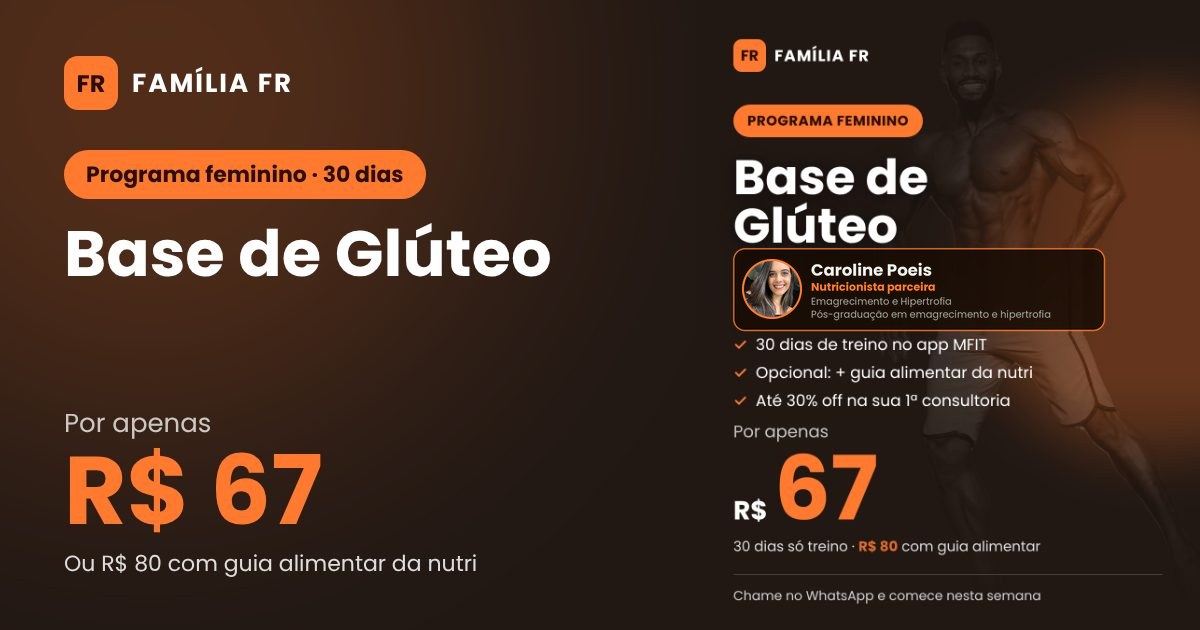 FR FAMÍLIA FR
Programa feminino · 30 dias
Base de Glúteo
Por apenas
R$ 67
Ou R$ 80 com guia alimentar da nutri
FR FAMÍLIA FR
PROGRAMA FEMININO
Base de
Glúteo
Caroline Poeis
Nutricionista parceira
Emagrecimento e Hipertrofia
Pós-graduação em emagrecimento e hipertrofia
30 dias de treino no app MFIT
Opcional: + guia alimentar da nutri
Até 30% off na sua 1ª consultoria
Por apenas
R$ 67
30 dias só treino · R$ 80 com guia alimentar
Chame no WhatsApp e comece nesta semana